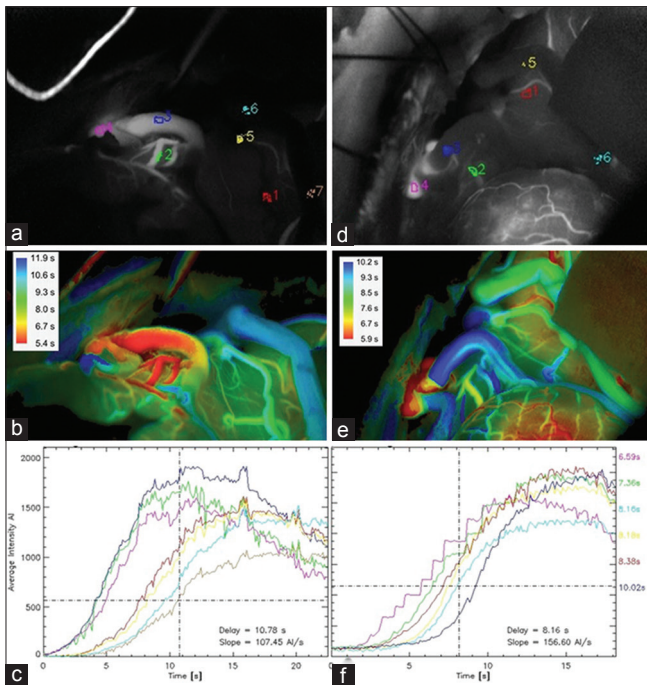 3
6
2
5
1
7
a
5
1
3
2
6
4
d
11.9 s
10.6 s
9.3 s
8.0 s
6.7 s
5.4 s
b
10.2 s
9.3 s
8.5 s
7.6 s
6.7 s
5.9 s
e
2000
1500
1000
500
0
Average Intensity AI
0 5 10 15 20 22
Time [s]
Delay = 10.78 s
Slope = 107.45 AI/s
c
0 5 10 15
Time [s]
Delay = 8.16 s
Slope = 156.60 AI/s
f
6.59s
7.36s
8.16s
8.18s
8.38s
10.02s